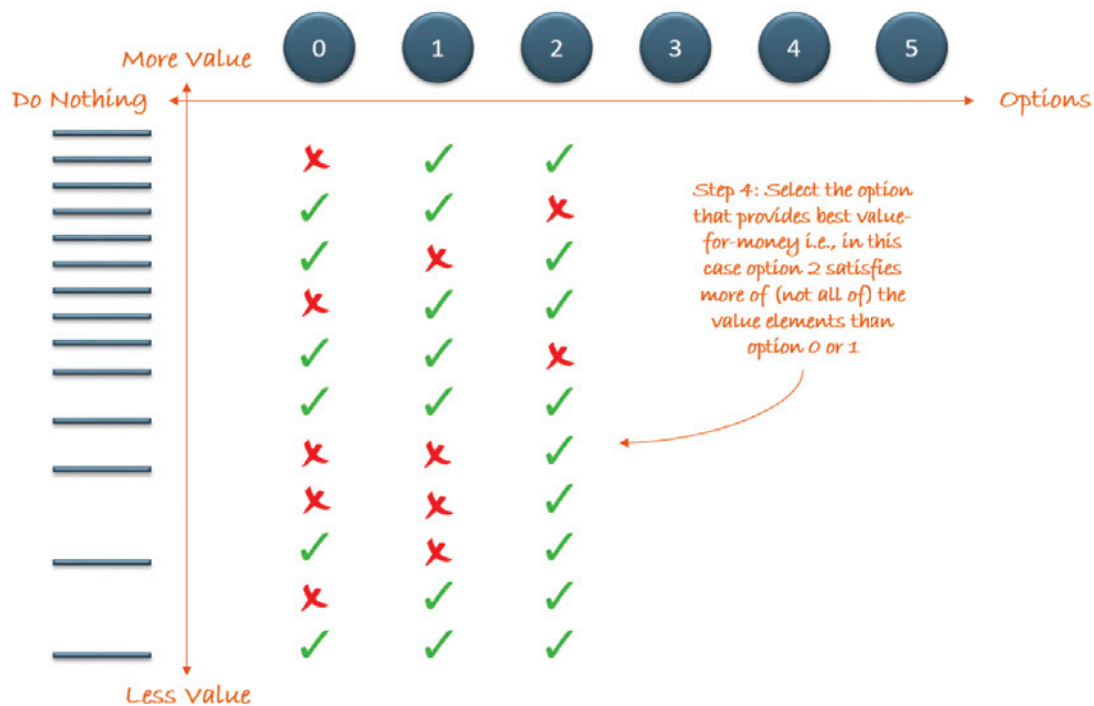 0 1 2 3 4 5
More Value
Do Nothing
Options
Step 4: Select the option
that provides best value-
for-money i.e., in this
case option 2 satisfies
more of (not all of) the
value elements than
option 0 or 1
Less Value